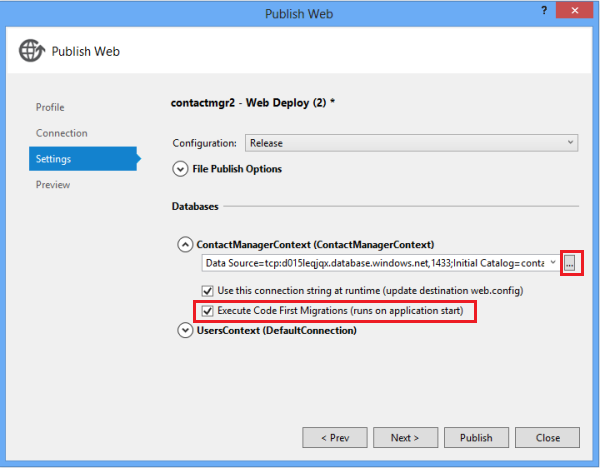 Publish Web
?
Publish Web
Profile
Connection
Settings
Preview
contactmgr2 - Web Deploy (2) *
Configuration: Release
File Publish Options
Databases
ContactManagerContext (ContactManagerContext)
Data Source=tcp:d015leqjqx.database.windows.net,1433;Initial Catalog=conta ...
Use this connection string at runtime (update destination web.config)
Execute Code First Migrations (runs on application start)
UsersContext (DefaultConnection)
< Prev Next > Publish Close